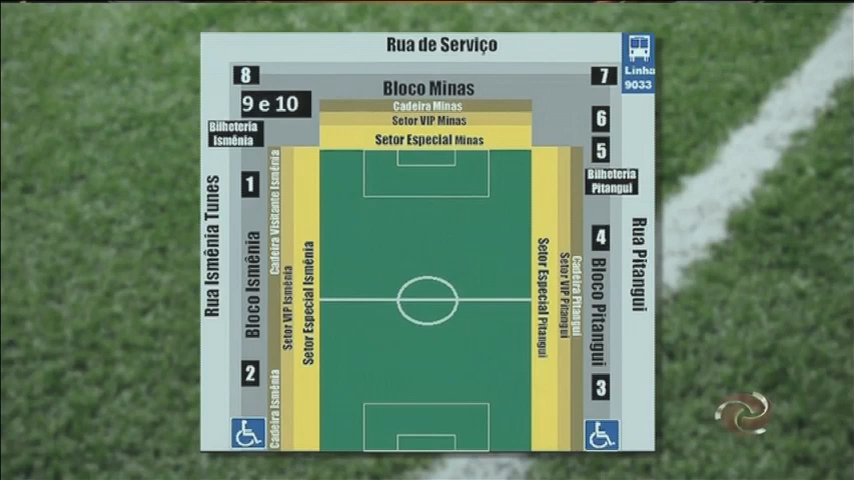 Rua de Serviço
Linha
9033
8
7
Bloco Minas
9 e 10
Cadeira Minas
6
Setor VIP Minas
Bilheteria
Ismênia
Setor Especial Minas
5
Bilheteria
Pitangui
1
4
Rua Ismênia Tunes
Bloco Ismênia
Cadeira Visitante Ismênia
Setor VIP Ismênia
Setor Especial Ismênia
Setor Especial Pitangui
Setor VIP Pitangui
Cadeira Pitangui
Bloco Pitangui
Rua Pitangui
2
3
Cadeira Ismênia